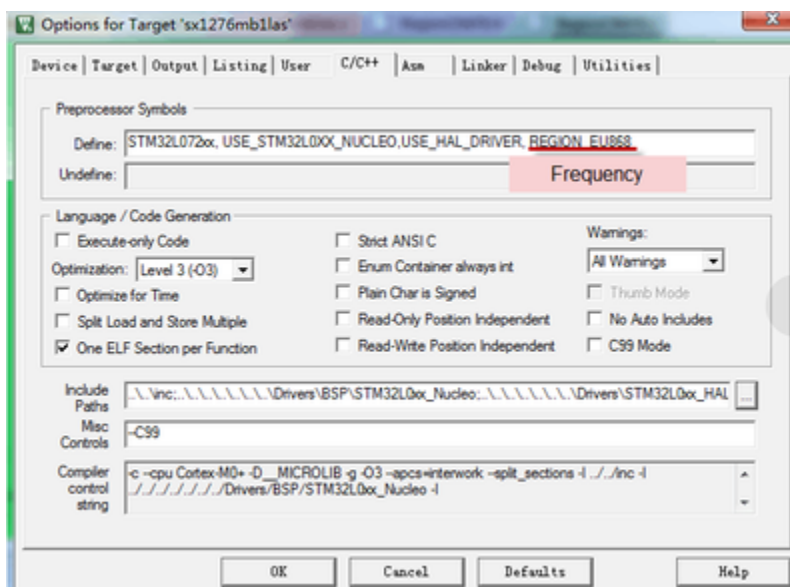 Options for Target 'sx1276mb1las'
Device | Target | Output | Listing | User C/C++ Asm | Linker | Debug | Utilities |
Preprocessor Symbols
Define: STM32L072xx, USE_STM32L0XX_NUCLEO,USE_HAL_DRIVER, REGION_EU868
Undefine:
Frequency
Language / Code Generation
Execute-only Code
Strict ANSI C
Warnings:
Optimization: Level 3 (-O3)
Enum Container always int
All Warnings
Optimize for Time
Plain Char is Signed
Thumb Mode
Split Load and Store Multiple
Read-Only Position Independent
No Auto Includes
One ELF Section per Function
Read-Write Position Independent
C99 Mode
Include Paths
..\..\inc;..\..\..\..\..\..\..\Drivers\BSP\STM32L0xx_Nucleo;..\..\..\..\..\..\..\Drivers\STM32L0xx_HAL
...
Misc Controls
--C99
Compiler control string
-c --cpu Cortex-M0+ -D__MICROLIB -g -O3 --apcs=interwork --split_sections -I ../../inc -I
../../../../../../../Drivers/BSP/STM32L0xx_Nucleo -I
OK Cancel Defaults Help